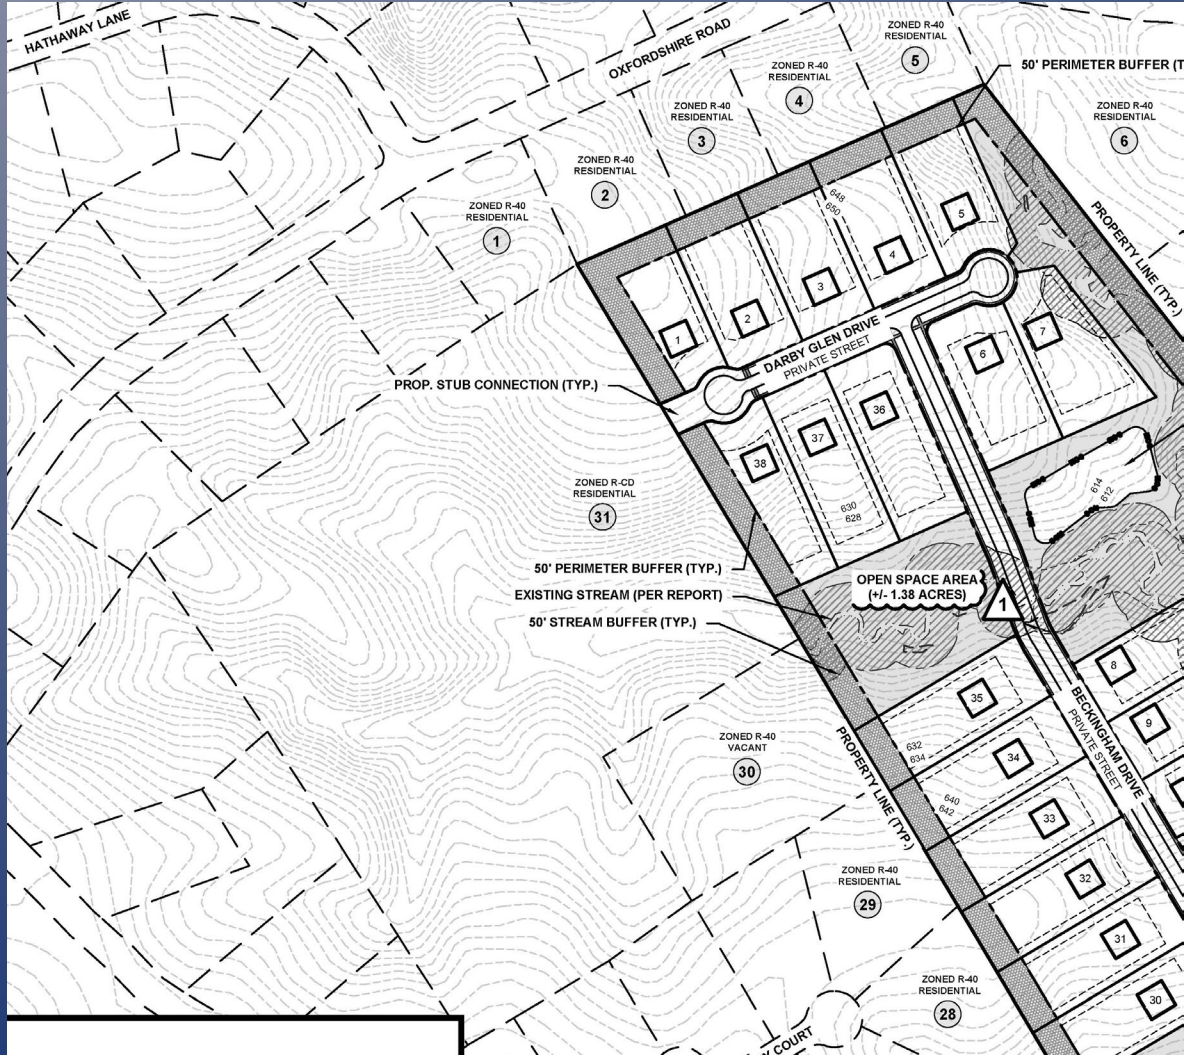 HATHAWAY LANE
OXFORDSHIRE ROAD
ZONED R-40
RESIDENTIAL
5
50' PERIMETER BUFFER (T
ZONED R-40
RESIDENTIAL
4
ZONED R-40
RESIDENTIAL
3
ZONED R-40
RESIDENTIAL
6
ZONED R-40
RESIDENTIAL
2
ZONED R-40
RESIDENTIAL
1
PROPERTY LINE (TYP.)
648
650
5
4
3
2
1
DARBY GLEN DRIVE
PRIVATE STREET
7
6
PROP. STUB CONNECTION (TYP.)
36
37
38
614
612
ZONED R-CD
RESIDENTIAL
31
630
628
50' PERIMETER BUFFER (TYP.)
OPEN SPACE AREA
(+/- 1.38 ACRES)
1
EXISTING STREAM (PER REPORT)
50' STREAM BUFFER (TYP.)
8
35
BECKINGHAM DRIVE
PRIVATE STREET
9
ZONED R-40
VACANT
30
PROPERTY LINE (TYP.)
632
634
34
640
642
33
ZONED R-40
RESIDENTIAL
29
32
31
ZONED R-40
RESIDENTIAL
28
30
Y COURT